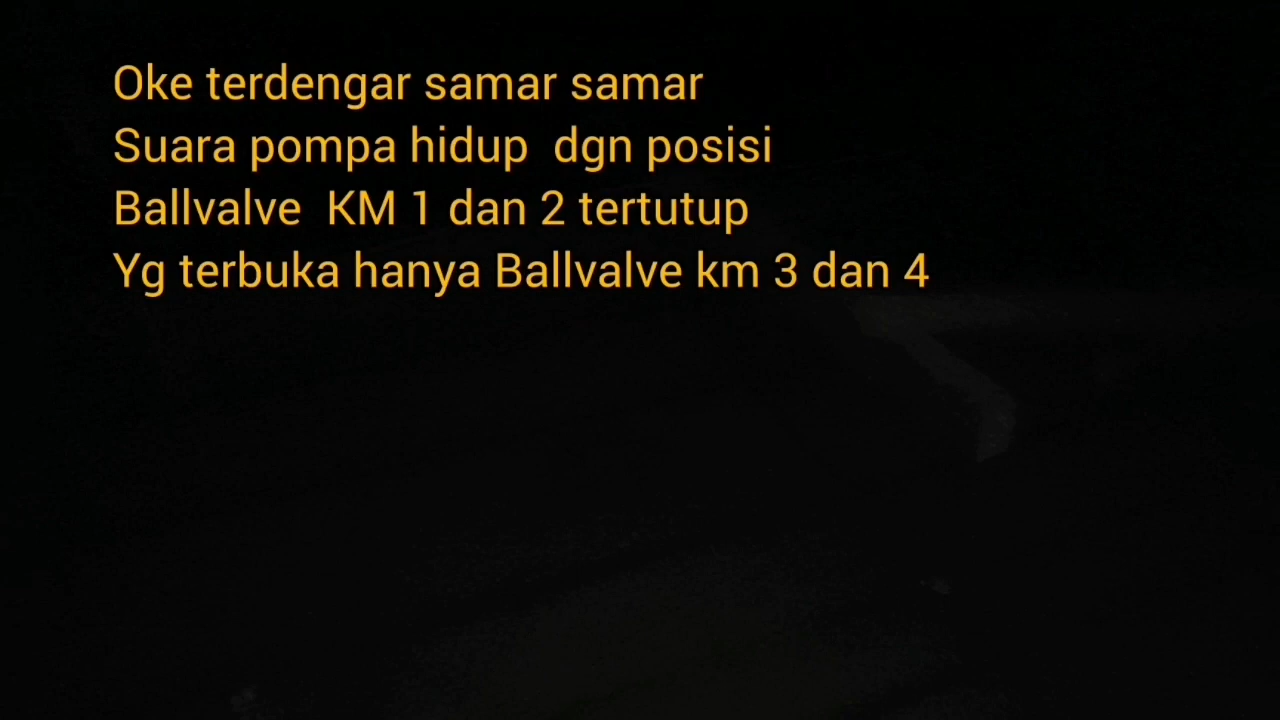 Oke terdengar samar samar
Suara pompa hidup  dgn posisi
Ballvalve  KM 1 dan 2 tertutup
Yg terbuka hanya Ballvalve km 3 dan 4